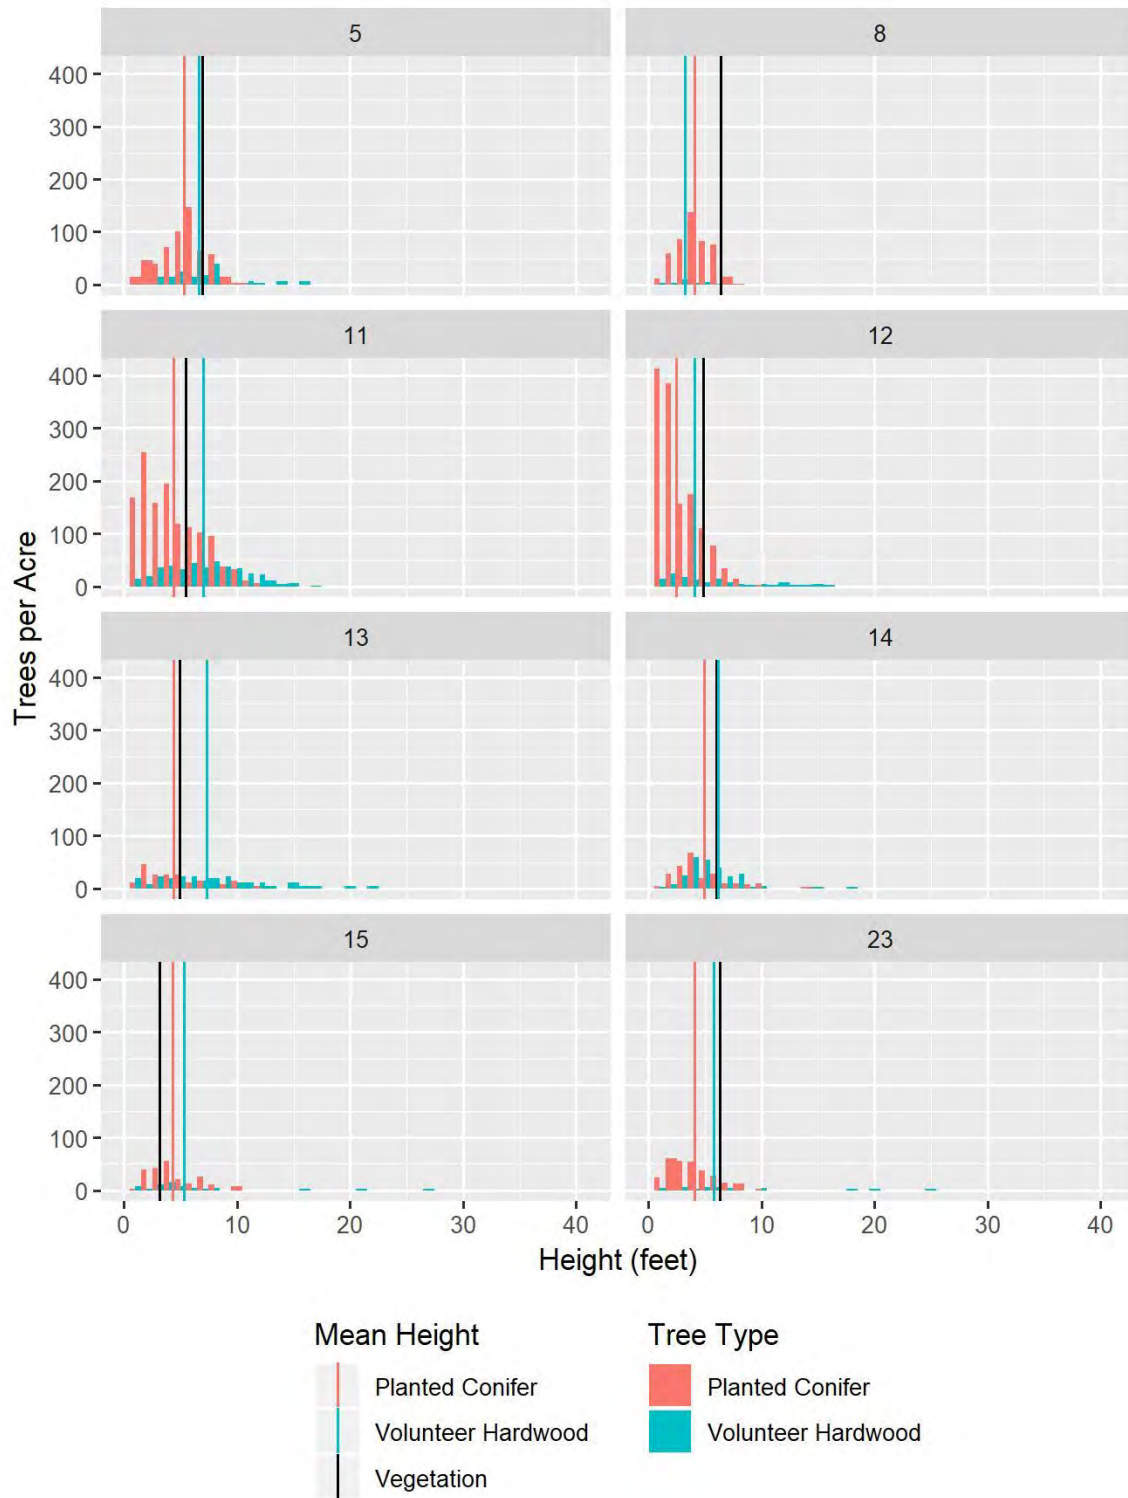 5 8
400
300
200
100
0
11 12
400
300
200
100
0
Trees per Acre
13 14
400
300
200
100
0
15 23
400
300
200
100
0
0 10 20 30 40 0 10 20 30 40
Height (feet)
Mean Height
Planted Conifer
Volunteer Hardwood
Vegetation
Tree Type
Planted Conifer
Volunteer Hardwood